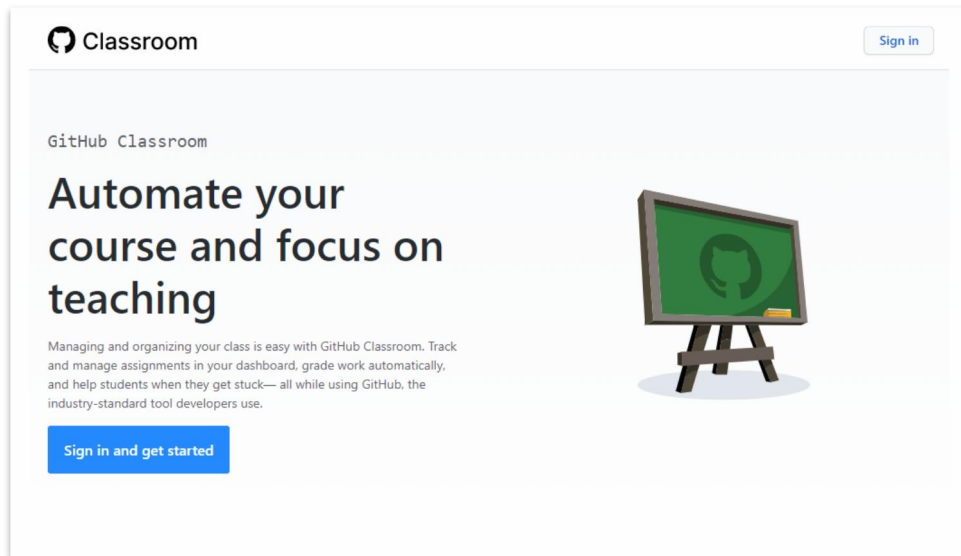 Classroom
Sign in
GitHub Classroom
Automate your
course and focus on
teaching
Managing and organizing your class is easy with GitHub Classroom. Track
and manage assignments in your dashboard, grade work automatically,
and help students when they get stuck— all while using GitHub, the
industry-standard tool developers use.
Sign in and get started